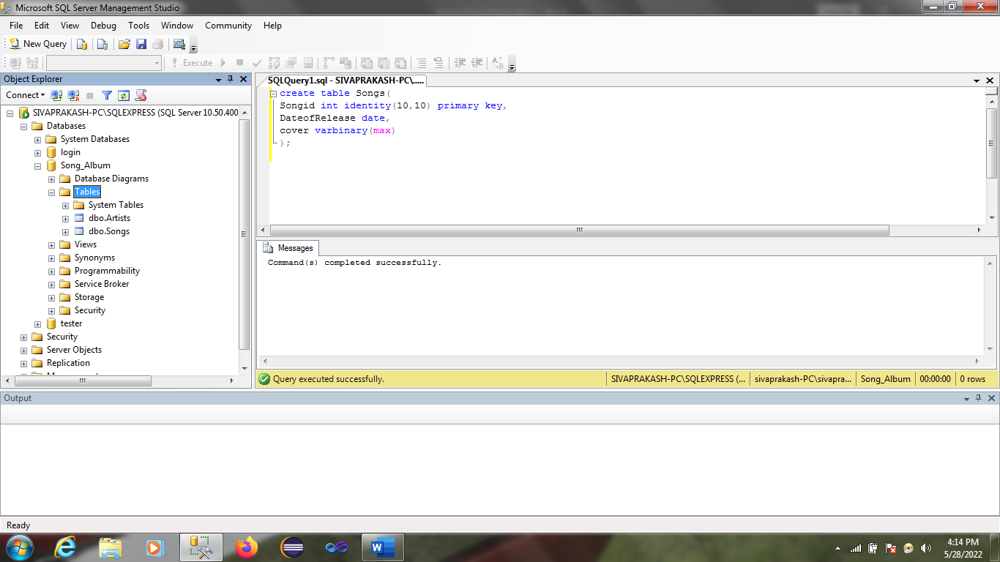 Microsoft SQL Server Management Studio
File Edit View Debug Tools Window Community Help
New Query
Execute
Object Explorer
Connect
SIVAPRAKASH-PC\SQLEXPRESS (SQL Server 10.50.400
Databases
System Databases
login
Song_Album
Database Diagrams
Tables
System Tables
dbo.Artists
dbo.Songs
Views
Synonyms
Programmability
Service Broker
Storage
Security
tester
Security
Server Objects
Replication
SQLQuery1.sql - SIVAPRAKASH-PC\.....
create table Songs(
Songid int identity(10,10) primary key,
DateofRelease date,
cover varbinary(max)
);
Messages
Command(s) completed successfully.
Query executed successfully. SIVAPRAKASH-PC\SQLEXPRESS (... sivaprakash-PC\sivapra... Song_Album 00:00:00 0 rows
Output
Ready
4:14 PM
5/28/2022